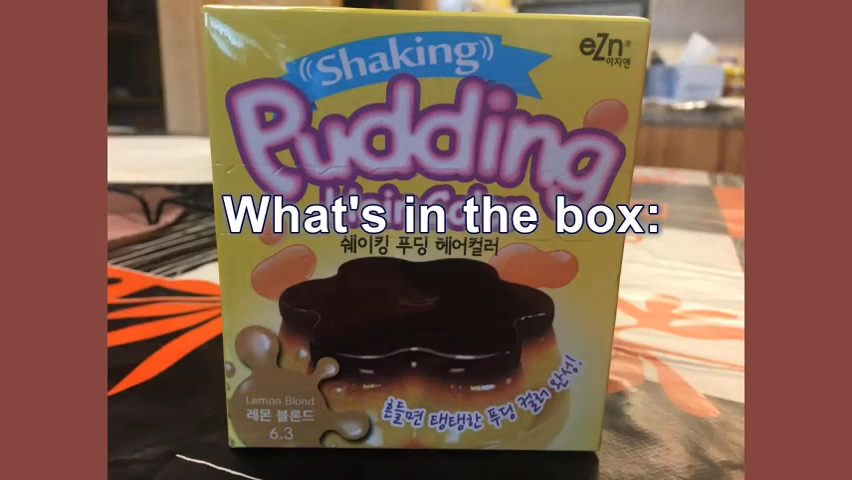 Shaking
eZn
이지엔
Pudding
Hair Color
What's in the box:
쉐이킹 푸딩 헤어컬러
흔들면 탱탱한 푸딩 컬러 완성!
Lemon Blond
레몬 블론드
6.3